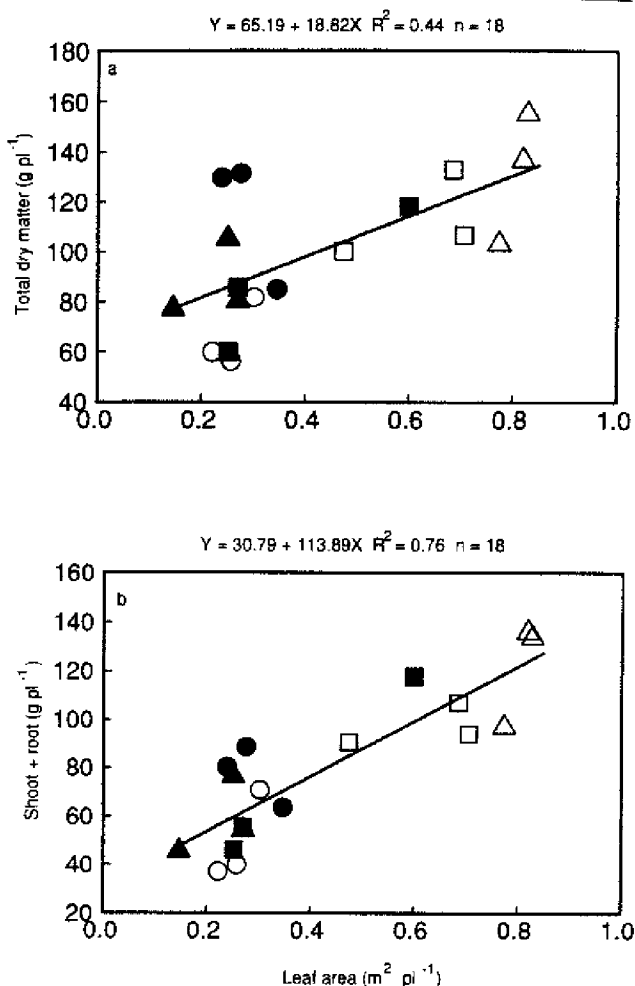 Y = 65.19 + 18.82X R² = 0.44 n = 18
a
180
160
140
120
100
80
60
40
Total dry matter (g pl⁻¹)
0.0 0.2 0.4 0.6 0.8 1.0
Y = 30.79 + 113.89X R² = 0.76 n = 18
b
160
140
120
100
80
60
40
20
Shoot + root (g pl⁻¹)
0.0 0.2 0.4 0.6 0.8 1.0
Leaf area (m² pl⁻¹)